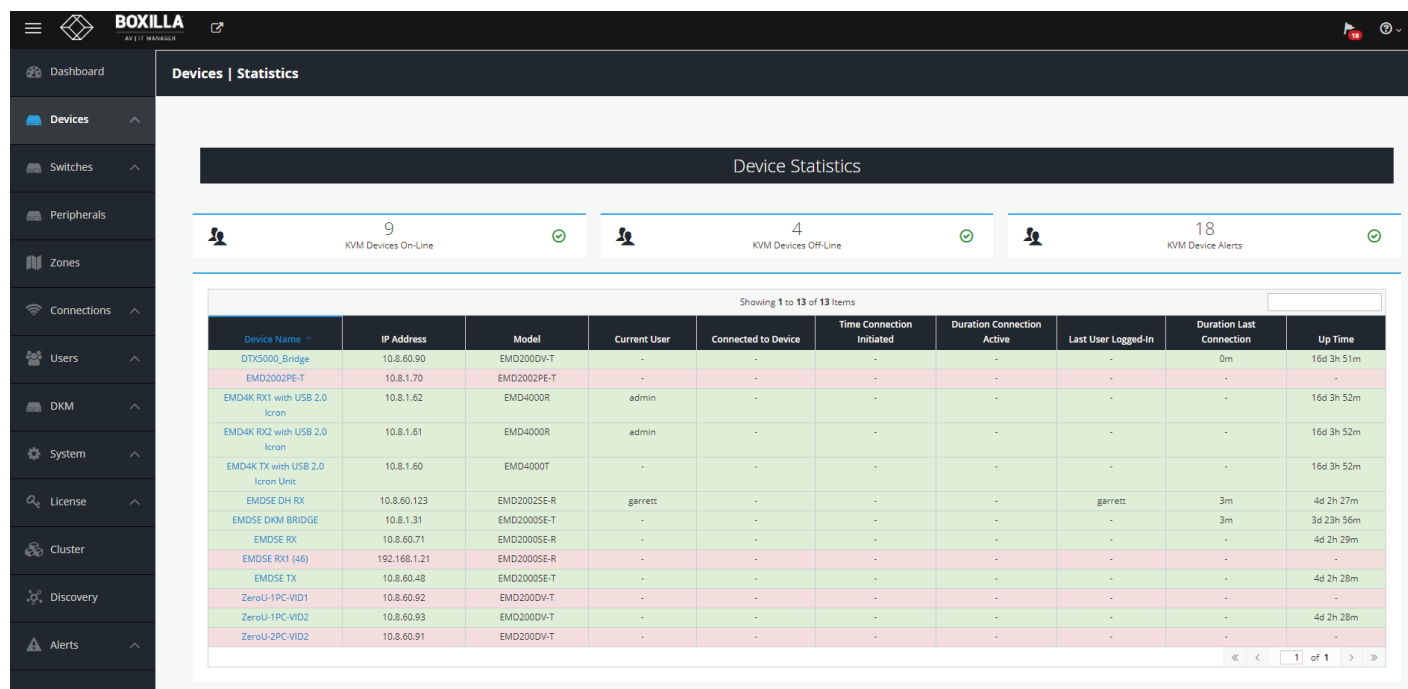 BOXILLA
AV | IT MANAGER
18
Dashboard
Devices | Statistics
Devices
Switches
Peripherals
Zones
Connections
Users
DKM
System
License
Cluster
Discovery
Alerts
Device Statistics
9
KVM Devices On-Line
4
KVM Devices Off-Line
18
KVM Device Alerts
Showing 1 to 13 of 13 Items
Device Name IP Address Model Current User Connected to Device Time Connection Initiated Duration Connection Active Last User Logged-In Duration Last Connection Up Time
DTX5000_Bridge 10.8.60.90 EMD200DV-T - - - - - 0m 16d 3h 51m
EMD2002PE-T 10.8.1.70 EMD2002PE-T - - - - - - -
EMD4K RX1 with USB 2.0 Icron 10.8.1.62 EMD4000R admin - - - - - 16d 3h 52m
EMD4K RX2 with USB 2.0 Icron 10.8.1.61 EMD4000R admin - - - - - 16d 3h 52m
EMD4K TX with USB 2.0 Icron Unit 10.8.1.60 EMD4000T - - - - - - 16d 3h 52m
EMDSE DH RX 10.8.60.123 EMD2002SE-R garrett - - - garrett 3m 4d 2h 27m
EMDSE DKM BRIDGE 10.8.1.31 EMD2000SE-T - - - - - 3m 3d 23h 56m
EMDSE RX 10.8.60.71 EMD2000SE-R - - - - - - 4d 2h 29m
EMDSE RX1 (46) 192.168.1.21 EMD2000SE-R - - - - - - -
EMDSE TX 10.8.60.48 EMD2000SE-T - - - - - - 4d 2h 28m
ZeroU-1PC-VID1 10.8.60.92 EMD200DV-T - - - - - - -
ZeroU-1PC-VID2 10.8.60.93 EMD200DV-T - - - - - - 4d 2h 28m
ZeroU-2PC-VID2 10.8.60.91 EMD200DV-T - - - - - - -
« < 1 of 1 > »